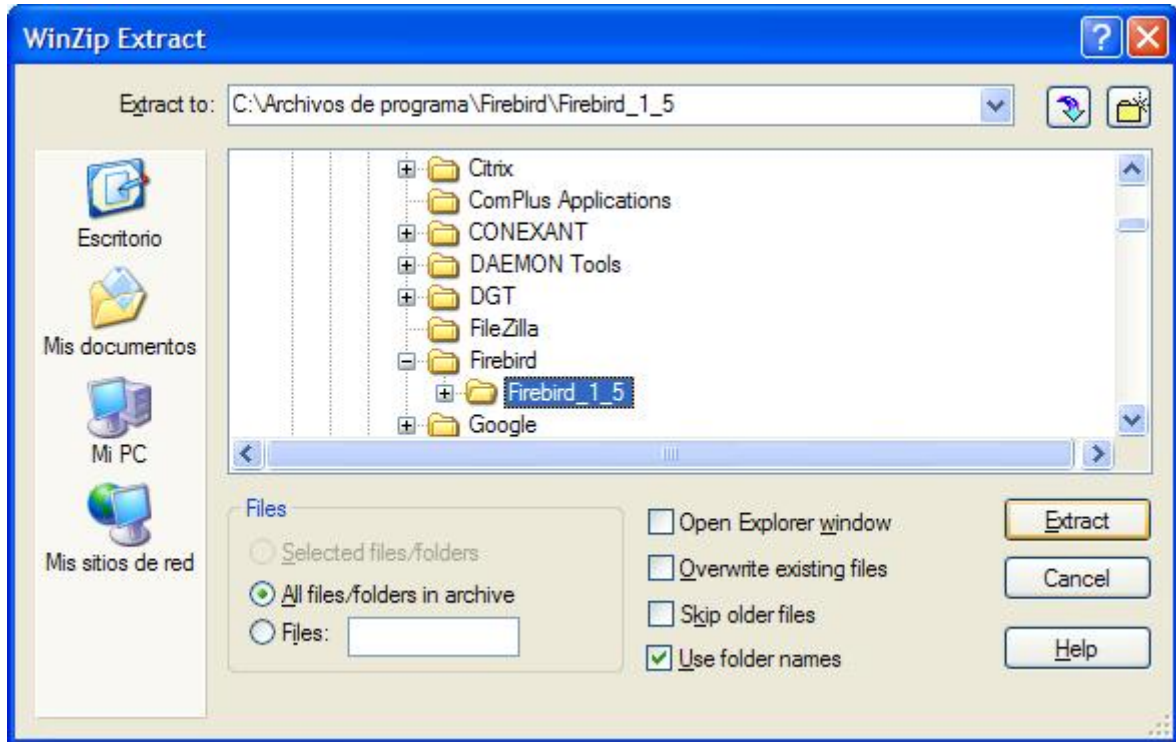 WinZip Extract
Extract to: C:\Archivos de programa\Firebird\Firebird_1_5
Escritorio
Mis documentos
Mi PC
Mis sitios de red
Citrix
ComPlus Applications
CONEXANT
DAEMON Tools
DGT
FileZilla
Firebird
Firebird_1_5
Google
Files
Selected files/folders
All files/folders in archive
Files:
Open Explorer window
Overwrite existing files
Skip older files
Use folder names
Extract
Cancel
Help